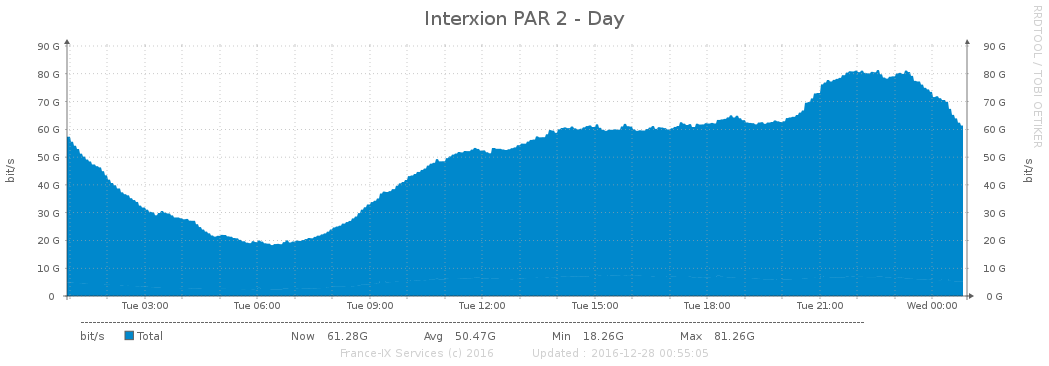 Interxion PAR 2 - Day
RRDTOOL / TOBI OETIKER
90 G 90 G
80 G 80 G
70 G 70 G
60 G 60 G
50 G 50 G
40 G 40 G
30 G 30 G
20 G 20 G
10 G 10 G
0 0 G
bit/s bit/s
Tue 03:00 Tue 06:00 Tue 09:00 Tue 12:00 Tue 15:00 Tue 18:00 Tue 21:00 Wed 00:00
bit/s Total Now 61.28G Avg 50.47G Min 18.26G Max 81.26G
France-IX Services (c) 2016 Updated : 2016-12-28 00:55:05